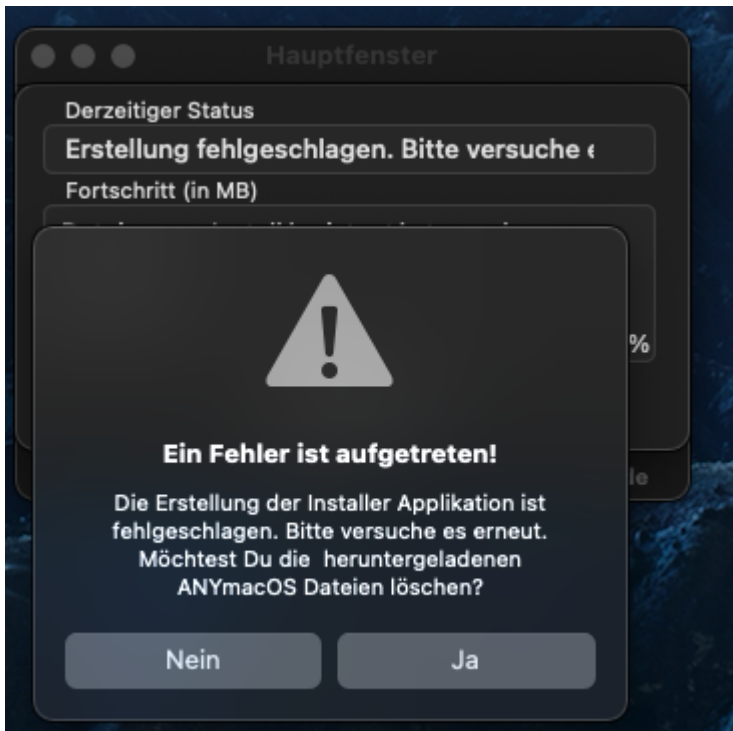 Hauptfenster
Derzeitiger Status
Erstellung fehlgeschlagen. Bitte versuche
Fortschritt (in MB)
%
Ein Fehler ist aufgetreten!
Die Erstellung der Installer Applikation ist
fehlgeschlagen. Bitte versuche es erneut.
Möchtest Du die  heruntergeladenen
ANYmacOS Dateien löschen?
Nein
Ja